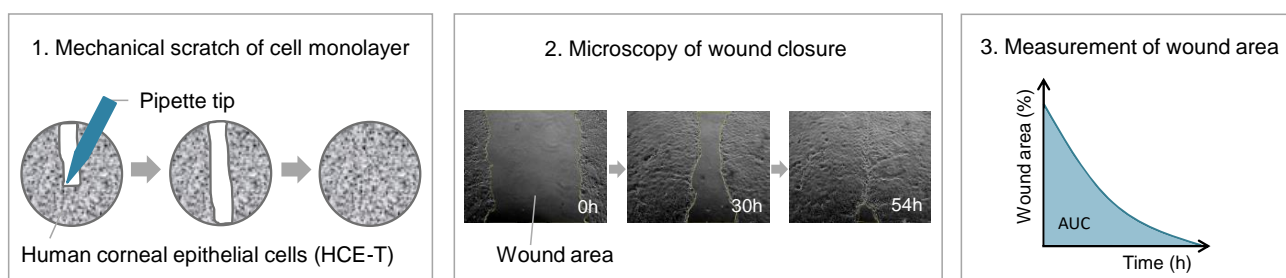 1. Mechanical scratch of cell monolayer
Pipette tip
Human corneal epithelial cells (HCE-T)
2. Microscopy of wound closure
0h
30h
54h
Wound area
3. Measurement of wound area
Wound area (%)
AUC
Time (h)